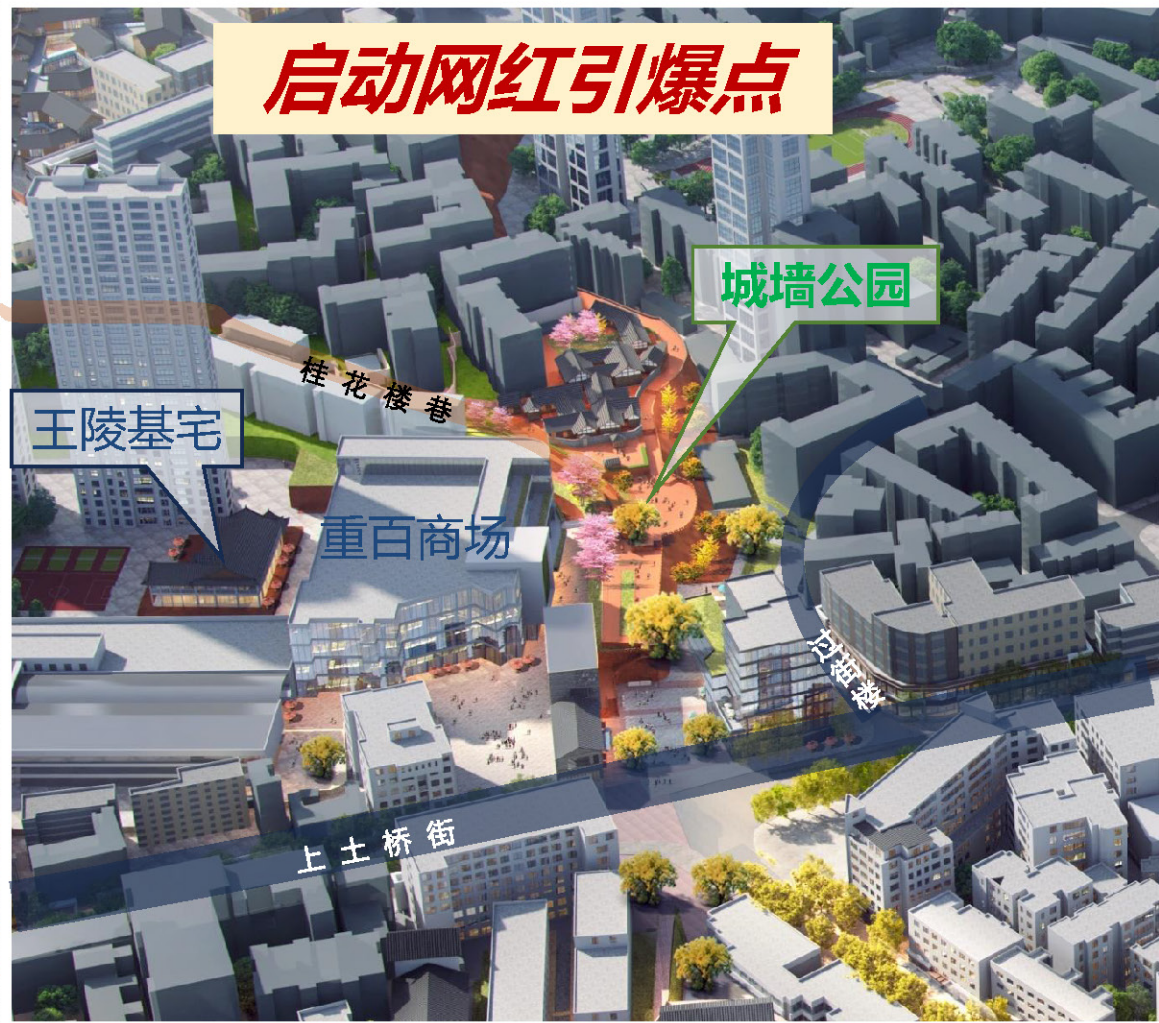 启动网红引爆点
城墙公园
桂花楼巷
王陵基宅
重百商场
过街楼
上土桥街